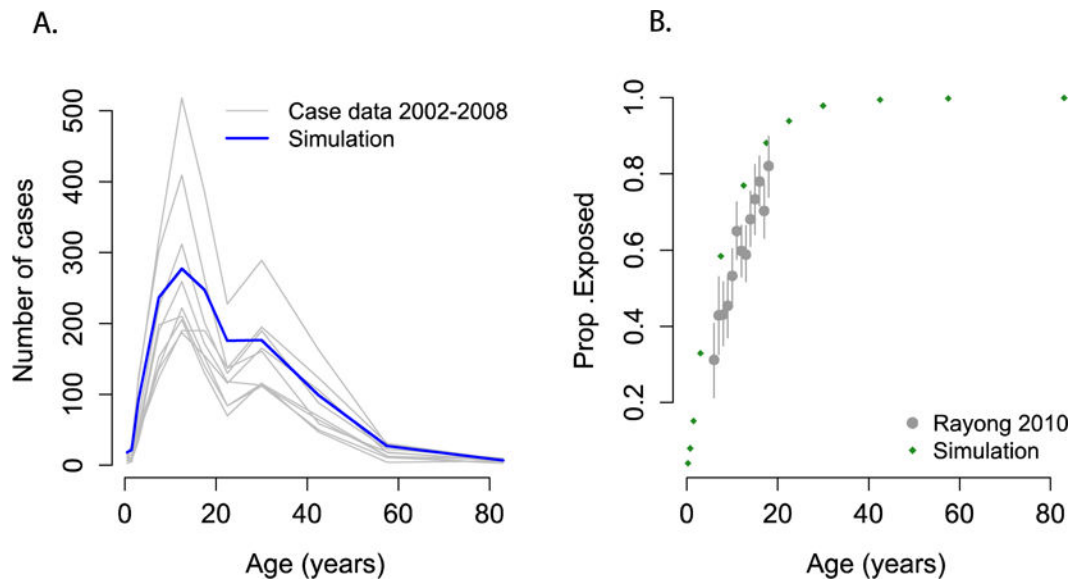 A.
Number of cases
500
400
300
200
100
0
Case data 2002-2008
Simulation
0 20 40 60 80
Age (years)
B.
Prop .Exposed
1.0
0.8
0.6
0.4
0.2
Rayong 2010
Simulation
0 20 40 60 80
Age (years)